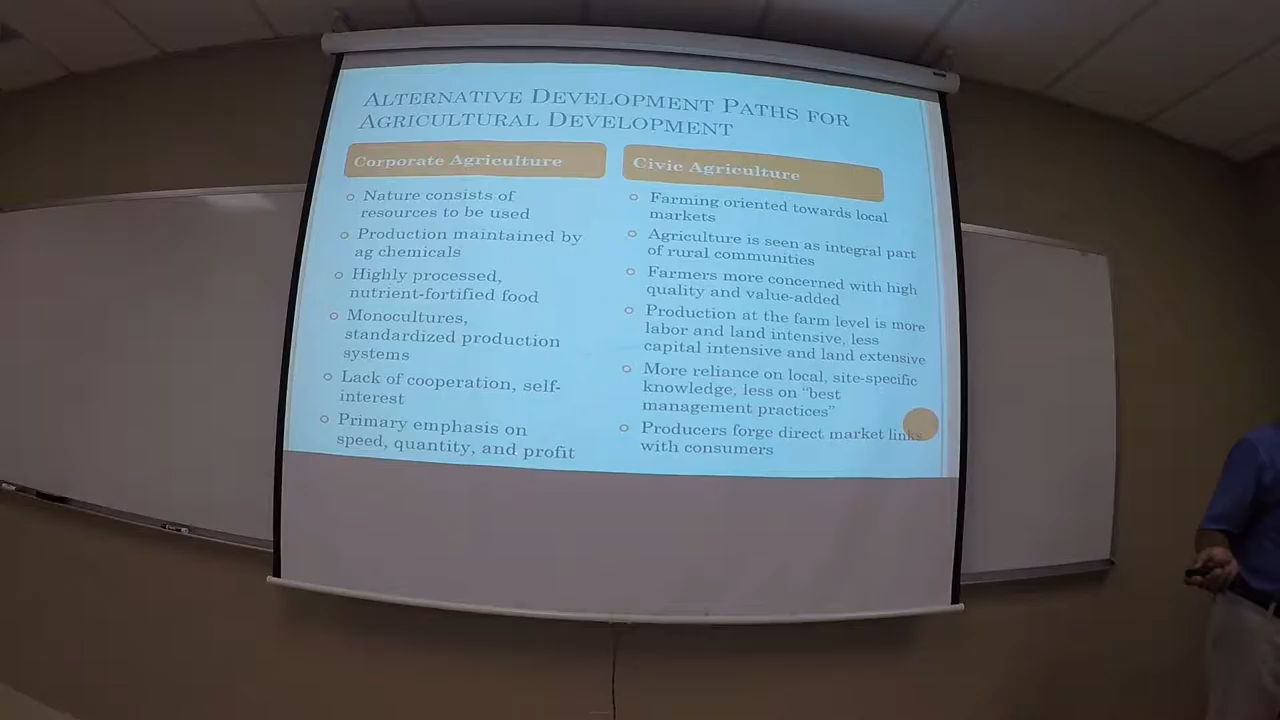 Alternative Development Paths for
Agricultural Development
Corporate Agriculture
Nature consists of
resources to be used
Production maintained by
ag chemicals
Highly processed,
nutrient-fortified food
Monocultures,
standardized production
systems
Lack of cooperation, self-
interest
Primary emphasis on
speed, quantity, and profit
Civic Agriculture
Farming oriented towards local
markets
Agriculture is seen as integral part
of rural communities
Farmers more concerned with high
quality and value-added
Production at the farm level is more
labor and land intensive, less
capital intensive and land extensive
More reliance on local, site-specific
knowledge, less on “best
management practices”
Producers forge direct market links
with consumers